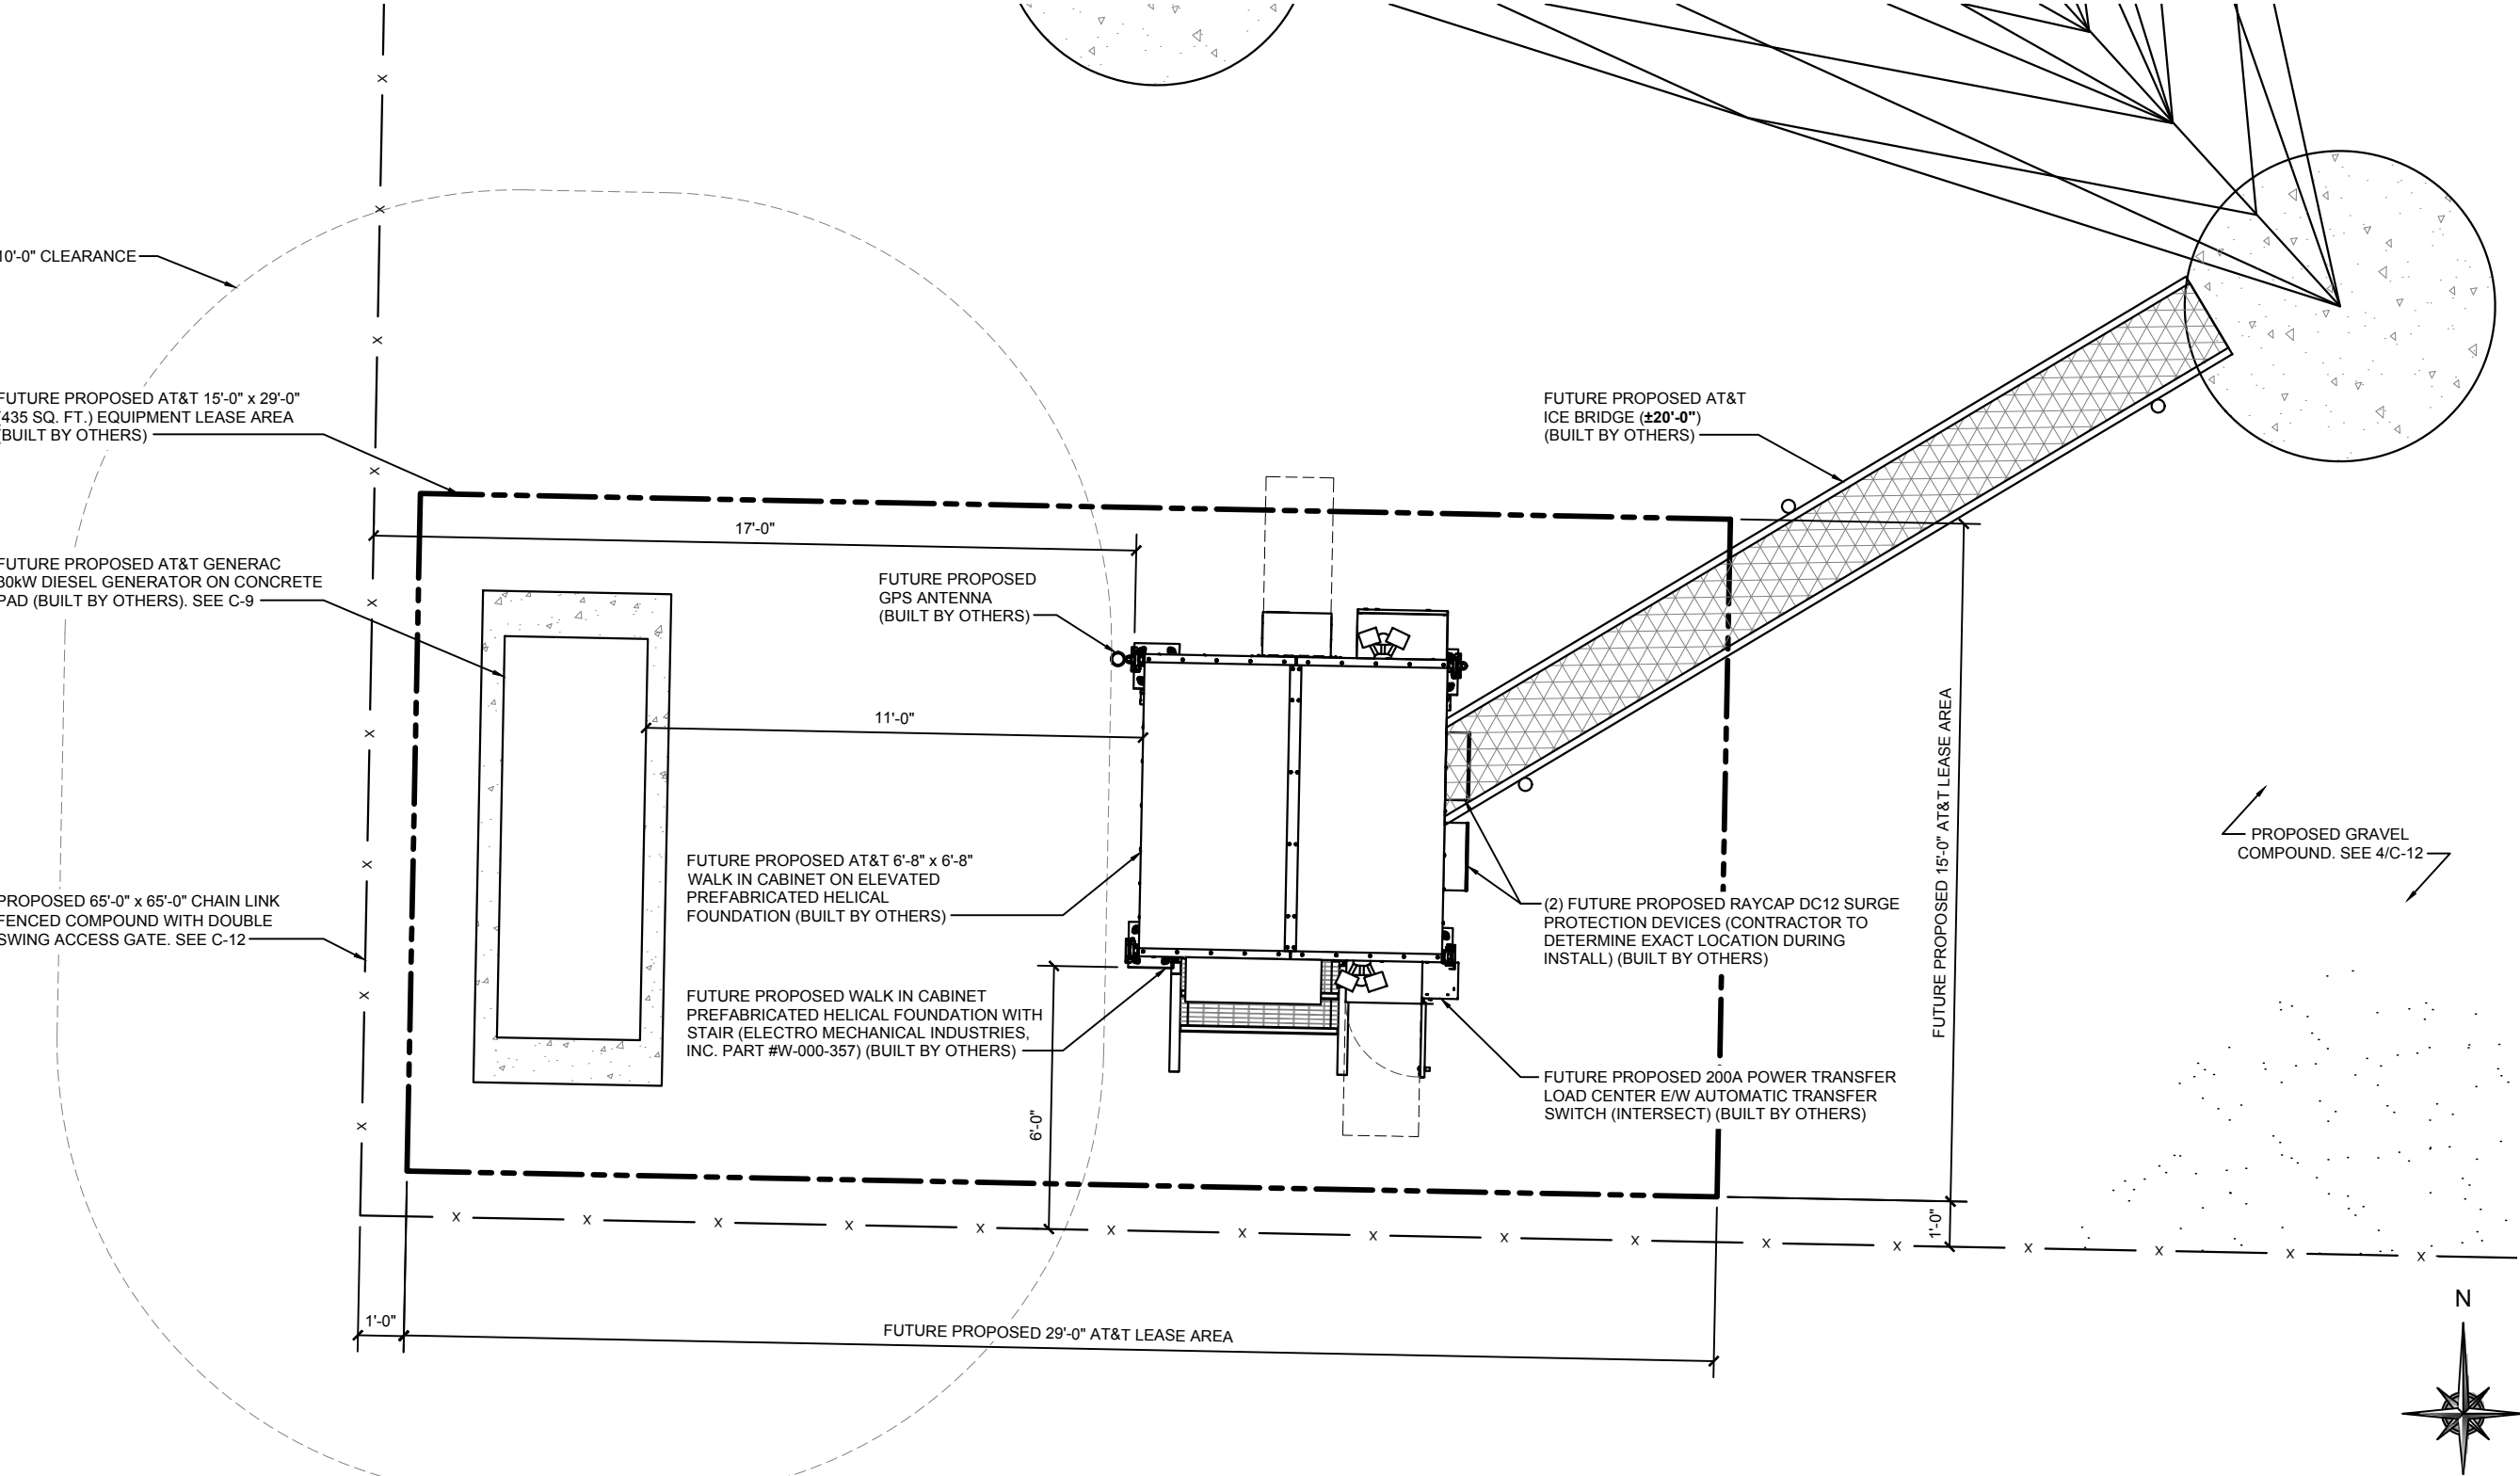 10'-0" CLEARANCE
FUTURE PROPOSED AT&T 15'-0" x 29'-0"
(435 SQ. FT.) EQUIPMENT LEASE AREA
(BUILT BY OTHERS)
FUTURE PROPOSED AT&T
ICE BRIDGE (±20'-0")
(BUILT BY OTHERS)
17'-0"
FUTURE PROPOSED AT&T GENERAC
30kW DIESEL GENERATOR ON CONCRETE
PAD (BUILT BY OTHERS). SEE C-9
FUTURE PROPOSED
GPS ANTENNA
(BUILT BY OTHERS)
11'-0"
FUTURE PROPOSED 15'-0" AT&T LEASE AREA
PROPOSED GRAVEL
COMPOUND. SEE 4/C-12
FUTURE PROPOSED AT&T 6'-8" x 6'-8"
WALK IN CABINET ON ELEVATED
PREFABRICATED HELICAL
FOUNDATION (BUILT BY OTHERS)
PROPOSED 65'-0" x 65'-0" CHAIN LINK
FENCED COMPOUND WITH DOUBLE
SWING ACCESS GATE. SEE C-12
(2) FUTURE PROPOSED RAYCAP DC12 SURGE
PROTECTION DEVICES (CONTRACTOR TO
DETERMINE EXACT LOCATION DURING
INSTALL) (BUILT BY OTHERS)
FUTURE PROPOSED WALK IN CABINET
PREFABRICATED HELICAL FOUNDATION WITH
STAIR (ELECTRO MECHANICAL INDUSTRIES,
INC. PART #W-000-357) (BUILT BY OTHERS)
FUTURE PROPOSED 200A POWER TRANSFER
LOAD CENTER E/W AUTOMATIC TRANSFER
SWITCH (INTERSECT) (BUILT BY OTHERS)
6'-0"
1'-0"
1'-0"
FUTURE PROPOSED 29'-0" AT&T LEASE AREA
N